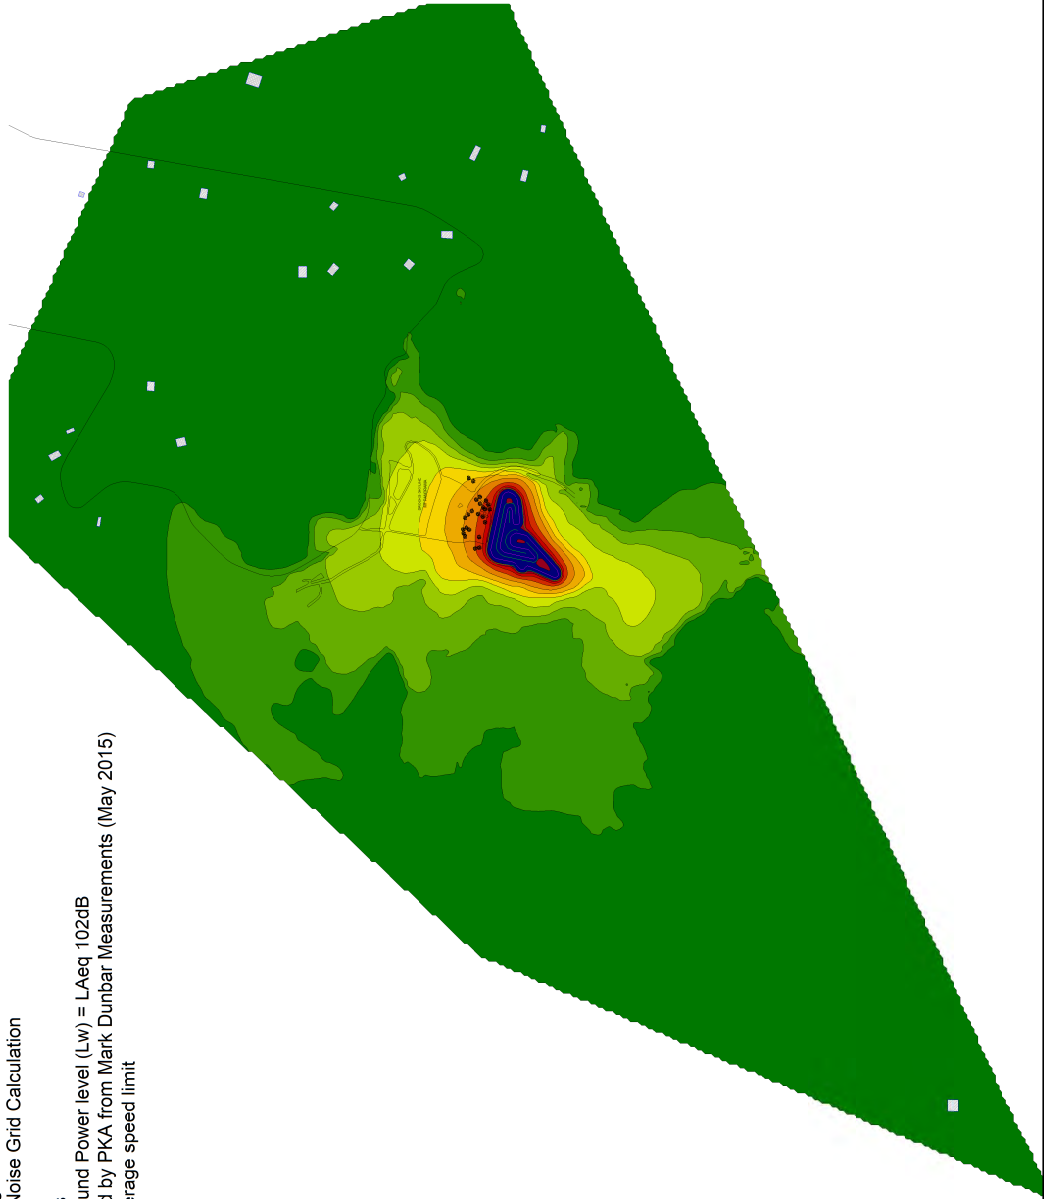 Noise Grid Calculation
und Power level (Lw) = LAeq 102dB
d by PKA from Mark Dunbar Measurements (May 2015)
erage speed limit